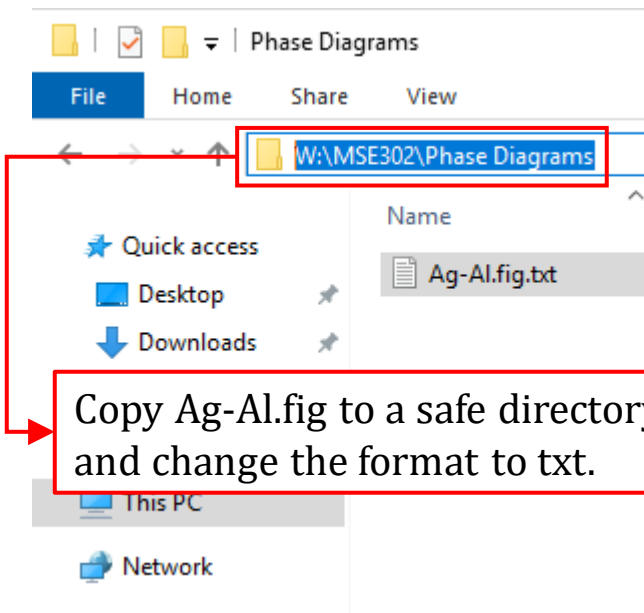 Phase Diagrams
File Home Share View
W:\MSE302\Phase Diagrams
Name
Quick access
Ag-Al.fig.txt
Desktop
Downloads
Copy Ag-Al.fig to a safe directory
and change the format to txt.
This PC
Network